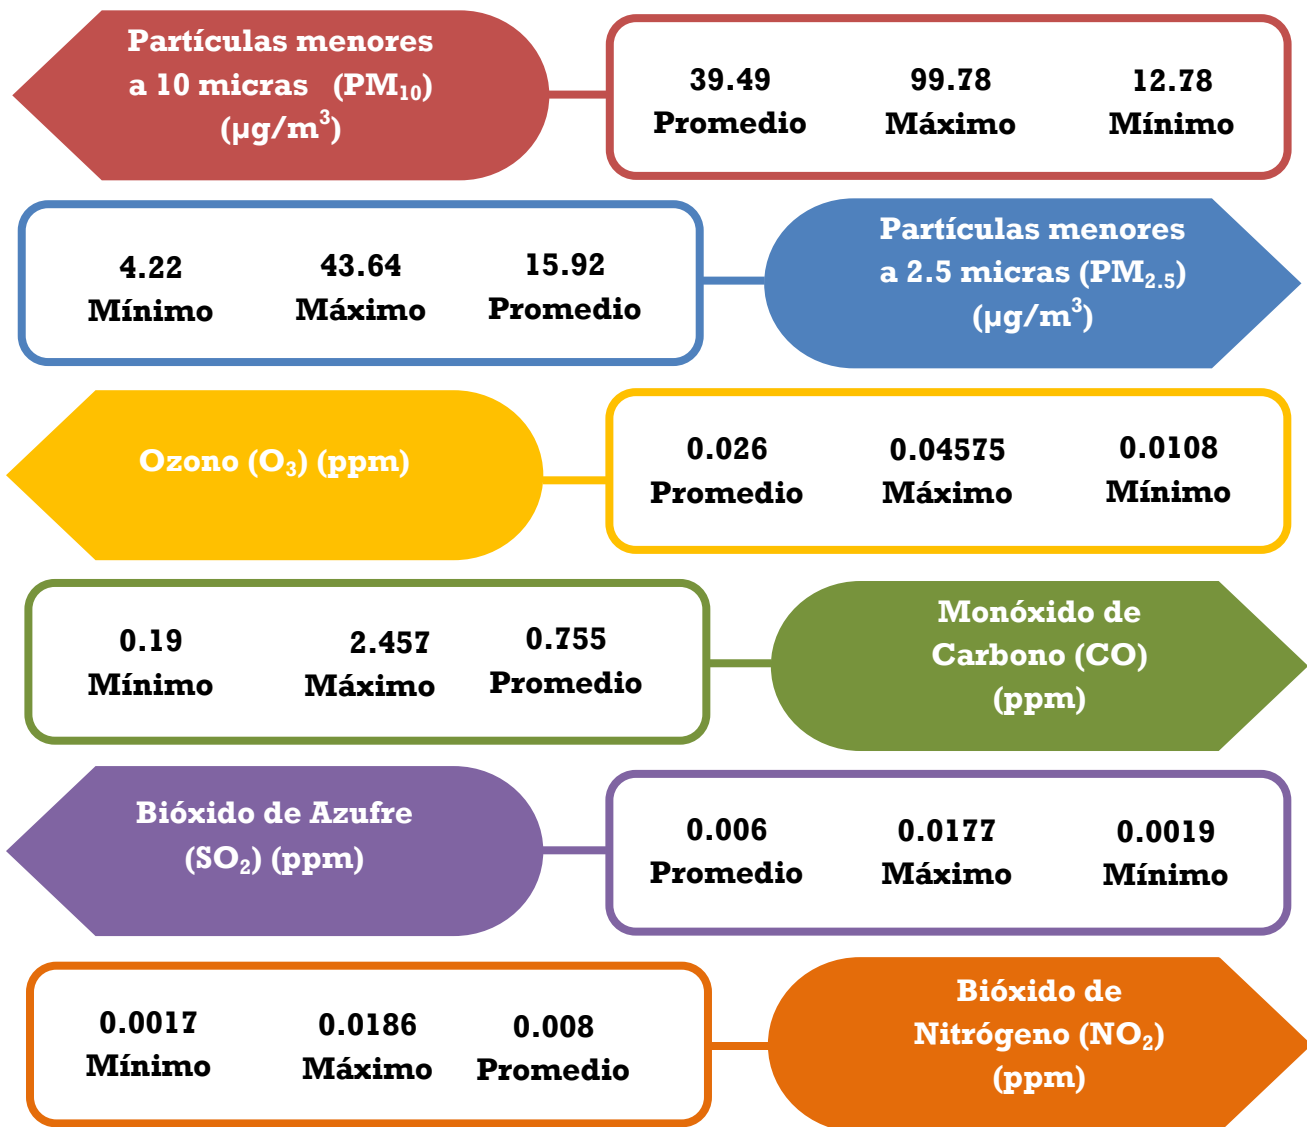 Partículas menores
a 10 micras (PM₁₀)
(µg/m³)
39.49 99.78 12.78
Promedio Máximo Mínimo
4.22 43.64 15.92
Mínimo Máximo Promedio
Partículas menores
a 2.5 micras (PM₂.₅)
(µg/m³)
Ozono (O₃) (ppm)
0.026 0.04575 0.0108
Promedio Máximo Mínimo
0.19 2.457 0.755
Mínimo Máximo Promedio
Monóxido de
Carbono (CO)
(ppm)
Bióxido de Azufre
(SO₂) (ppm)
0.006 0.0177 0.0019
Promedio Máximo Mínimo
0.0017 0.0186 0.008
Mínimo Máximo Promedio
Bióxido de
Nitrógeno (NO₂)
(ppm)